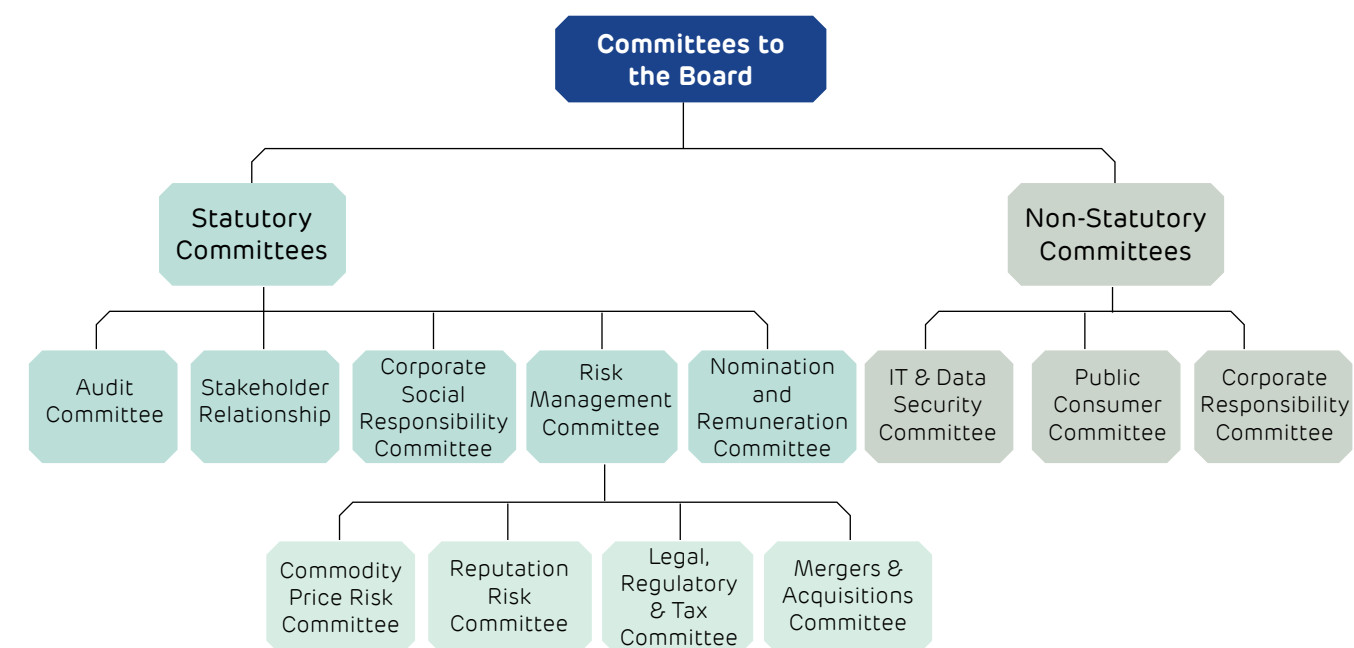 Committees to
the Board
Statutory
Committees
Non-Statutory
Committees
Audit
Committee
Stakeholder
Relationship
Corporate
Social
Responsibility
Committee
Risk
Management
Committee
Nomination
and
Remuneration
Committee
IT & Data
Security
Committee
Public
Consumer
Committee
Corporate
Responsibility
Committee
Commodity
Price Risk
Committee
Reputation
Risk
Committee
Legal,
Regulatory
& Tax
Committee
Mergers &
Acquisitions
Committee